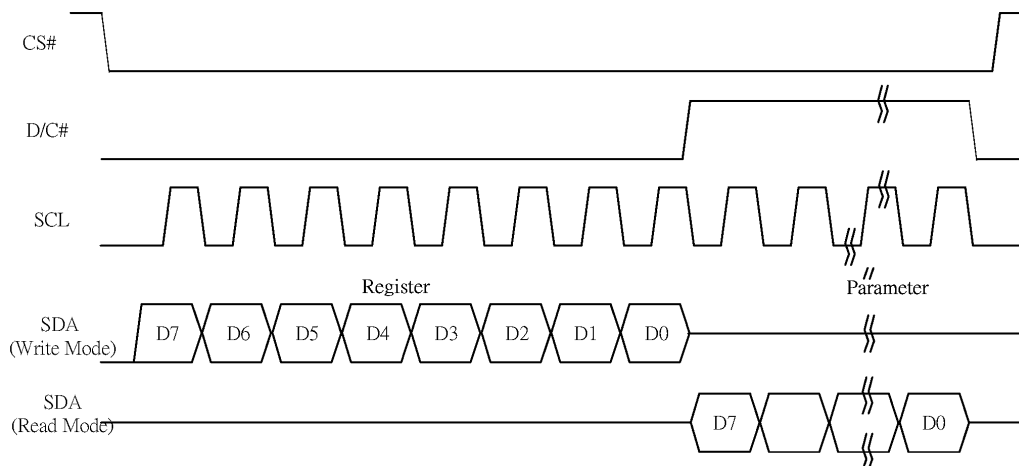 CS#
D/C#
SCL
Register
Parameter
SDA
(Write Mode)
D7 D6 D5 D4 D3 D2 D1 D0
SDA
(Read Mode)
D7 D0